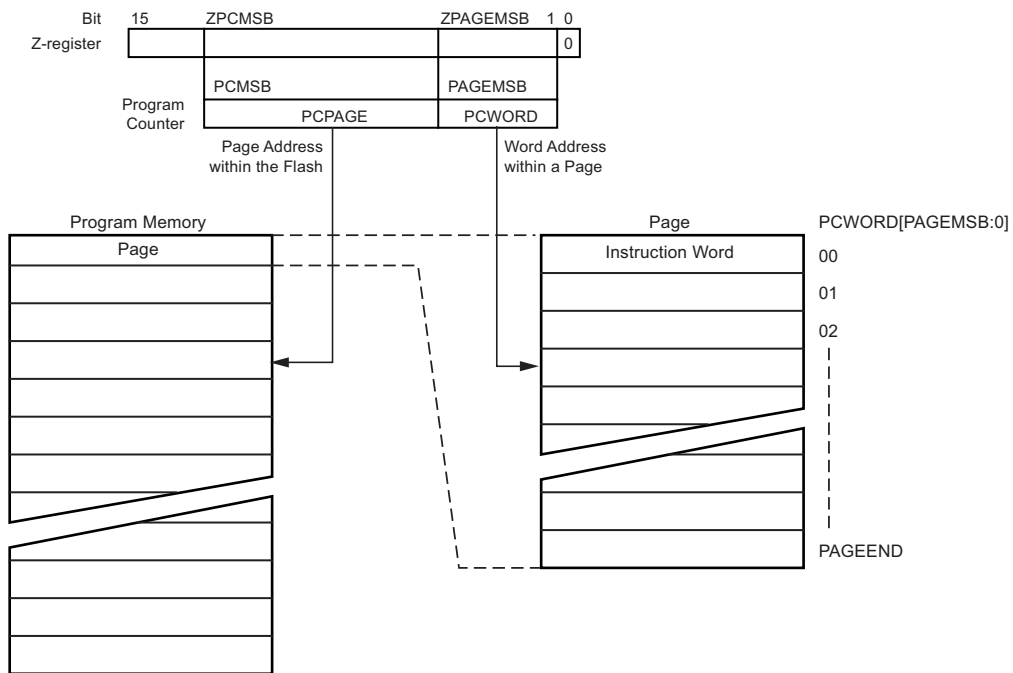 Bit 15 ZPCMSB ZPAGEMSB 1 0
Z-register 0
PCMSB PAGEMSB
Program
Counter
PCPAGE PCWORD
Page Address
within the Flash
Word Address
within a Page
Program Memory
Page
Page PCWORD[PAGEMSB:0]
Instruction Word 00
01
02
PAGEEND